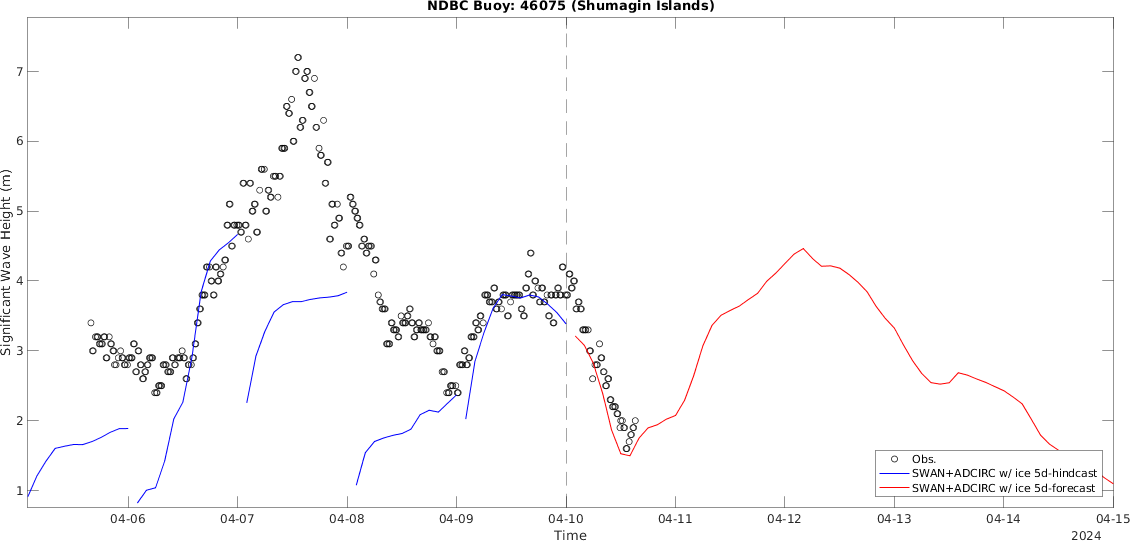 NDBC Buoy: 46075 (Shumagin Islands)
Significant Wave Height (m)
7
6
5
4
3
2
1
Obs.
SWAN+ADCIRC w/ ice 5d-hindcast
SWAN+ADCIRC w/ ice 5d-forecast
04-06 04-07 04-08 04-09 04-10 04-11 04-12 04-13 04-14 04-15
Time
2024